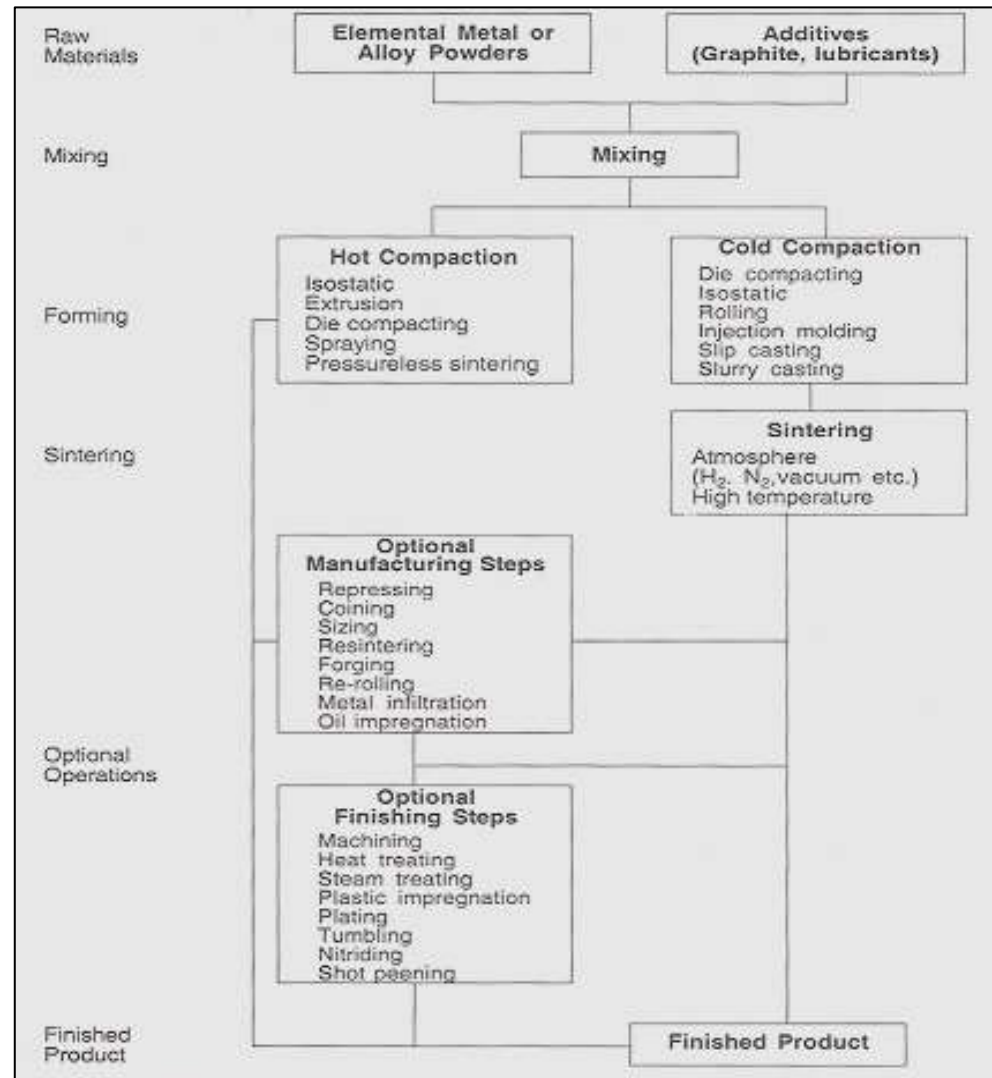 Raw
Materials
Elemental Metal or
Alloy Powders
Additives
(Graphite, lubricants)
Mixing
Mixing
Forming
Hot Compaction
Isostatic
Extrusion
Die compacting
Spraying
Pressureless sintering
Cold Compaction
Die compacting
Isostatic
Rolling
Injection molding
Slip casting
Slurry casting
Sintering
Sintering
Atmosphere
(H₂. N₂,vacuum etc.)
High temperature
Optional
Manufacturing Steps
Repressing
Coining
Sizing
Resintering
Forging
Re-rolling
Metal infiltration
Oil impregnation
Optional
Operations
Optional
Finishing Steps
Machining
Heat treating
Steam treating
Plastic impregnation
Plating
Tumbling
Nitriding
Shot peening
Finished
Product
Finished Product